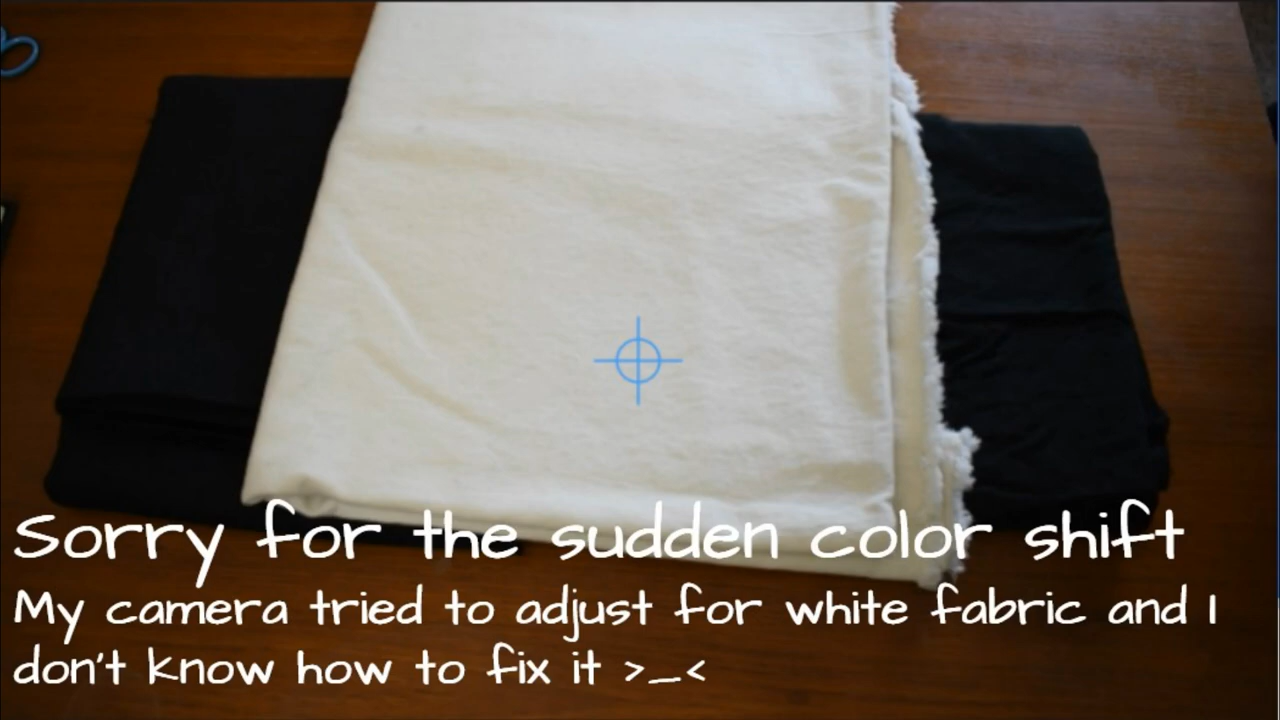 Sorry for the sudden color shift
My camera tried to adjust for white fabric and I
don't know how to fix it >_<